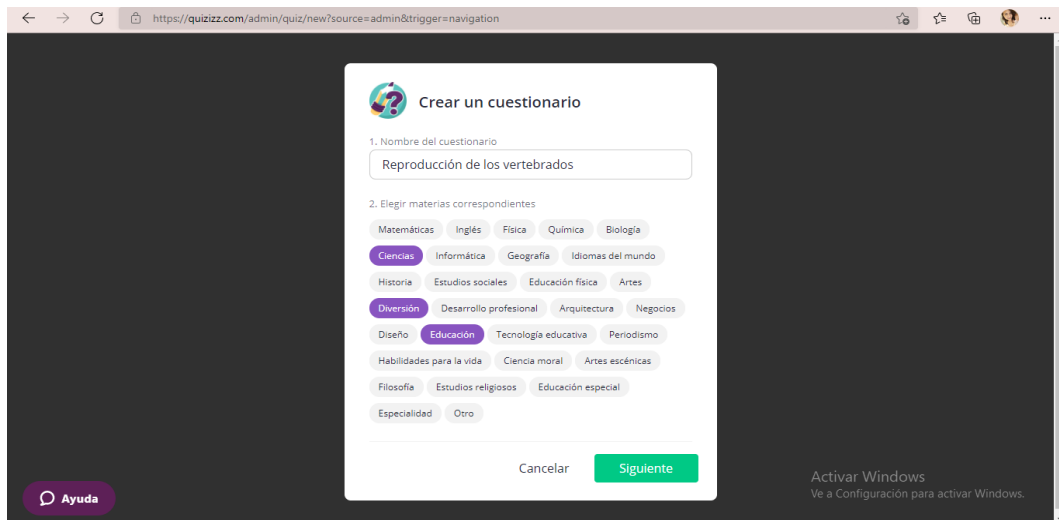 https://quizizz.com/admin/quiz/new?source=admin&trigger=navigation
Crear un cuestionario
1. Nombre del cuestionario
Reproducción de los vertebrados
2. Elegir materias correspondientes
Matemáticas Inglés Física Química Biología
Ciencias Informática Geografía Idiomas del mundo
Historia Estudios sociales Educación física Artes
Diversión Desarrollo profesional Arquitectura Negocios
Diseño Educación Tecnología educativa Periodismo
Habilidades para la vida Ciencia moral Artes escénicas
Filosofía Estudios religiosos Educación especial
Especialidad Otro
Cancelar Siguiente
Activar Windows
Ve a Configuración para activar Windows.
Ayuda